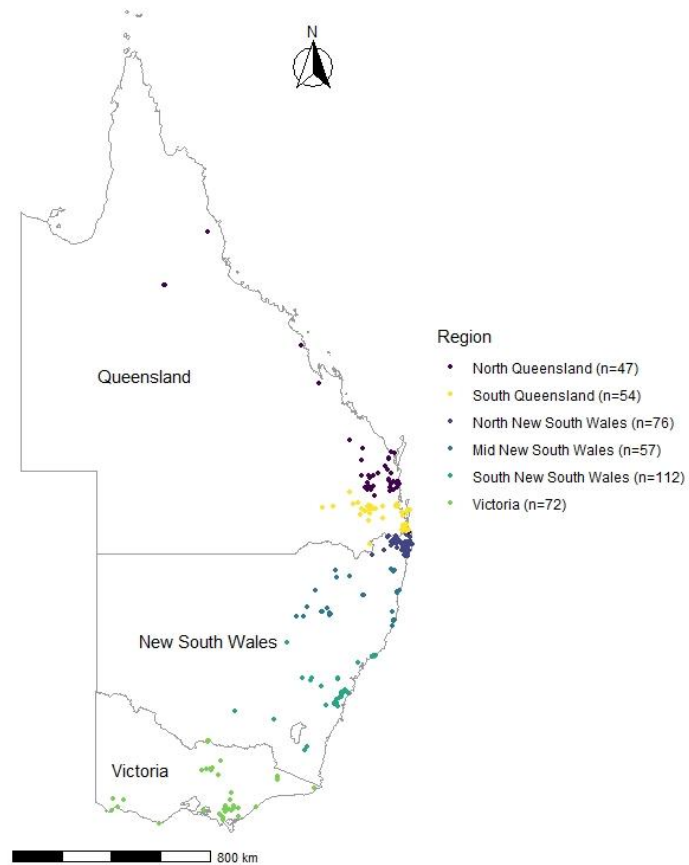 N
Queensland
New South Wales
Victoria
Region
North Queensland (n=47)
South Queensland (n=54)
North New South Wales (n=76)
Mid New South Wales (n=57)
South New South Wales (n=112)
Victoria (n=72)
800 km